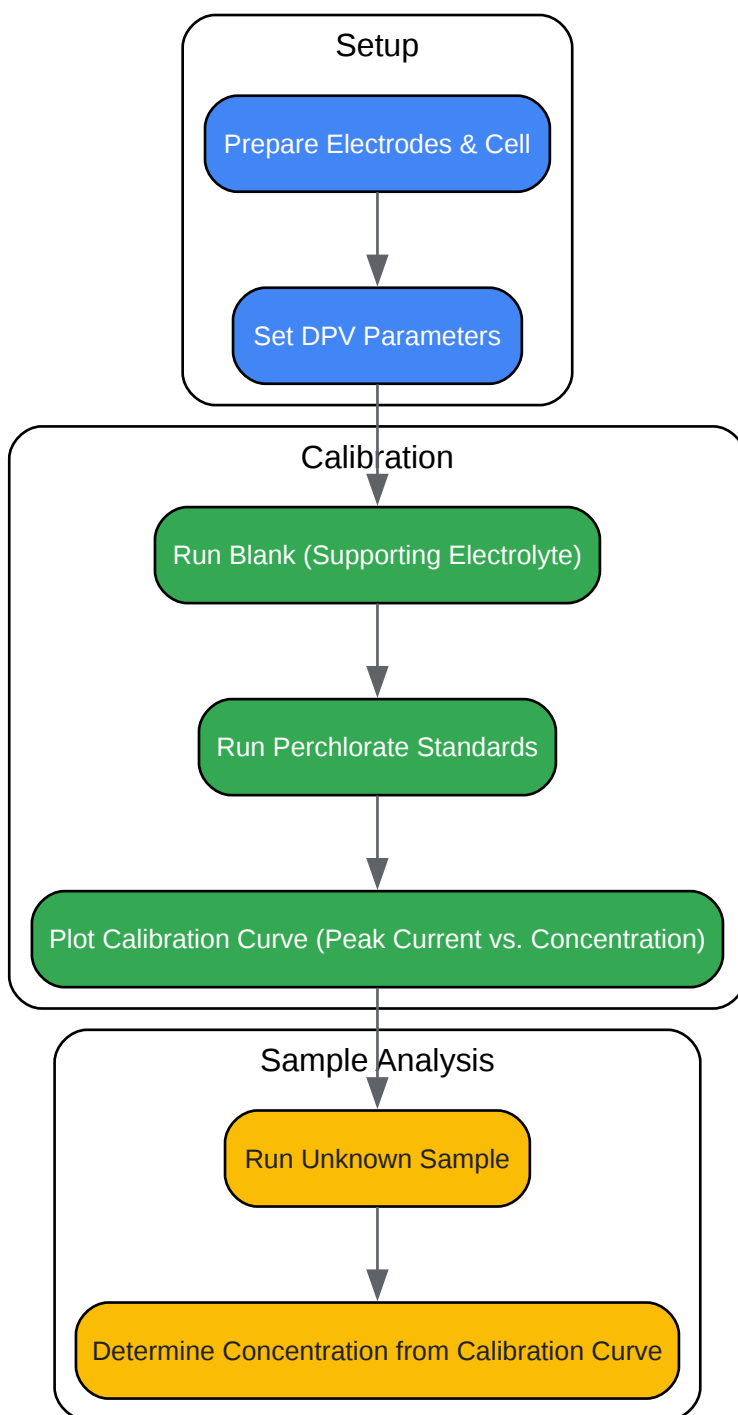 Setup
Prepare Electrodes & Cell
Set DPV Parameters
Calibration
Run Blank (Supporting Electrolyte)
Run Perchlorate Standards
Plot Calibration Curve (Peak Current vs. Concentration)
Sample Analysis
Run Unknown Sample
Determine Concentration from Calibration Curve